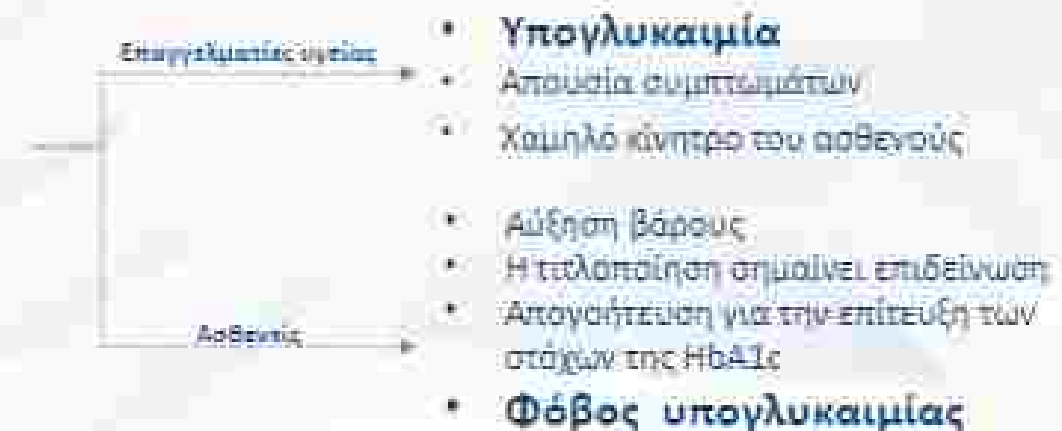 Επαγγελματίες υγείας
• Υπογλυκαιμία
• Απουσία συμπτωμάτων
• Χαμηλό κίνητρο του ασθενούς
• Αύξηση βάρους
• Η τιτλοποίηση σημαίνει επιδείνωση
• Απογοήτευση για την επίτευξη των
στόχων της HbA1c
Ασθενείς
• Φόβος υπογλυκαιμίας